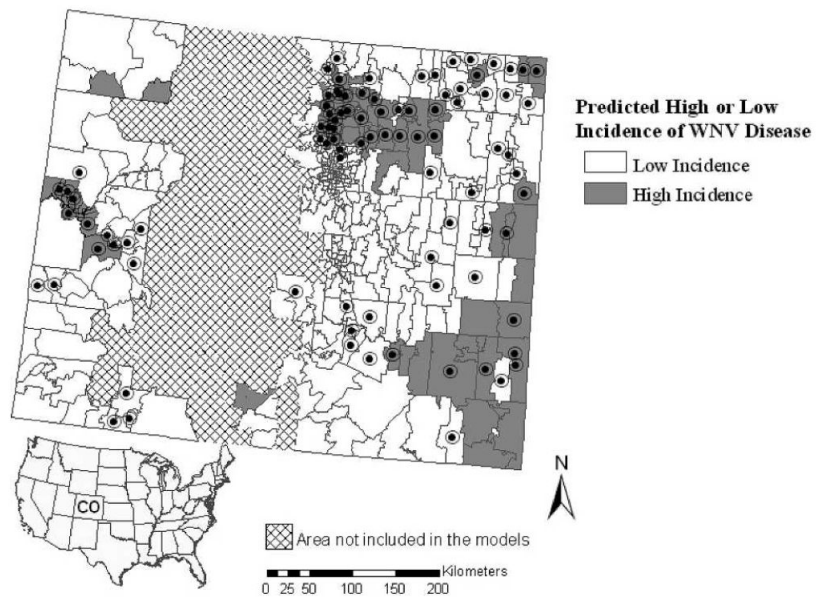 Predicted High or Low
Incidence of WNV Disease
Low Incidence
High Incidence
N
CO
Area not included in the models
Kilometers
0 25 50 100 150 200